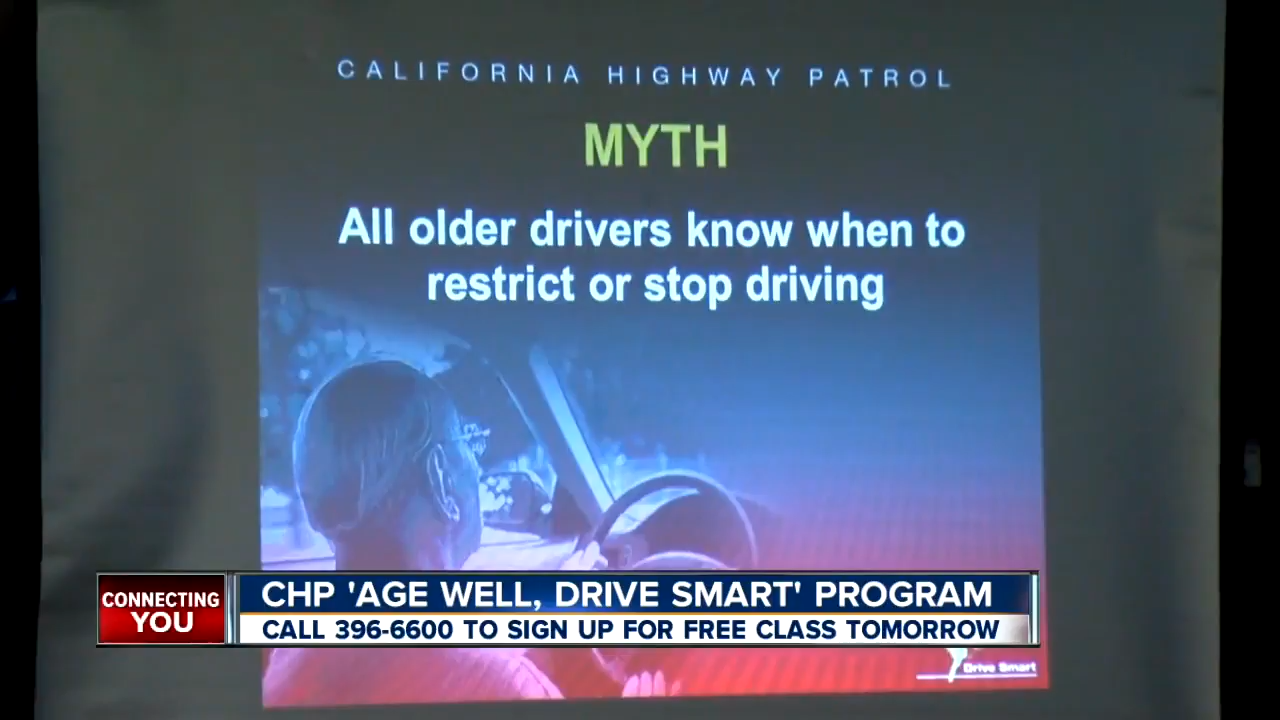 CALIFORNIA HIGHWAY PATROL
MYTH
All older drivers know when to
restrict or stop driving
CONNECTING
YOU
CHP 'AGE WELL, DRIVE SMART' PROGRAM
CALL 396-6600 TO SIGN UP FOR FREE CLASS TOMORROW
Drive Smart